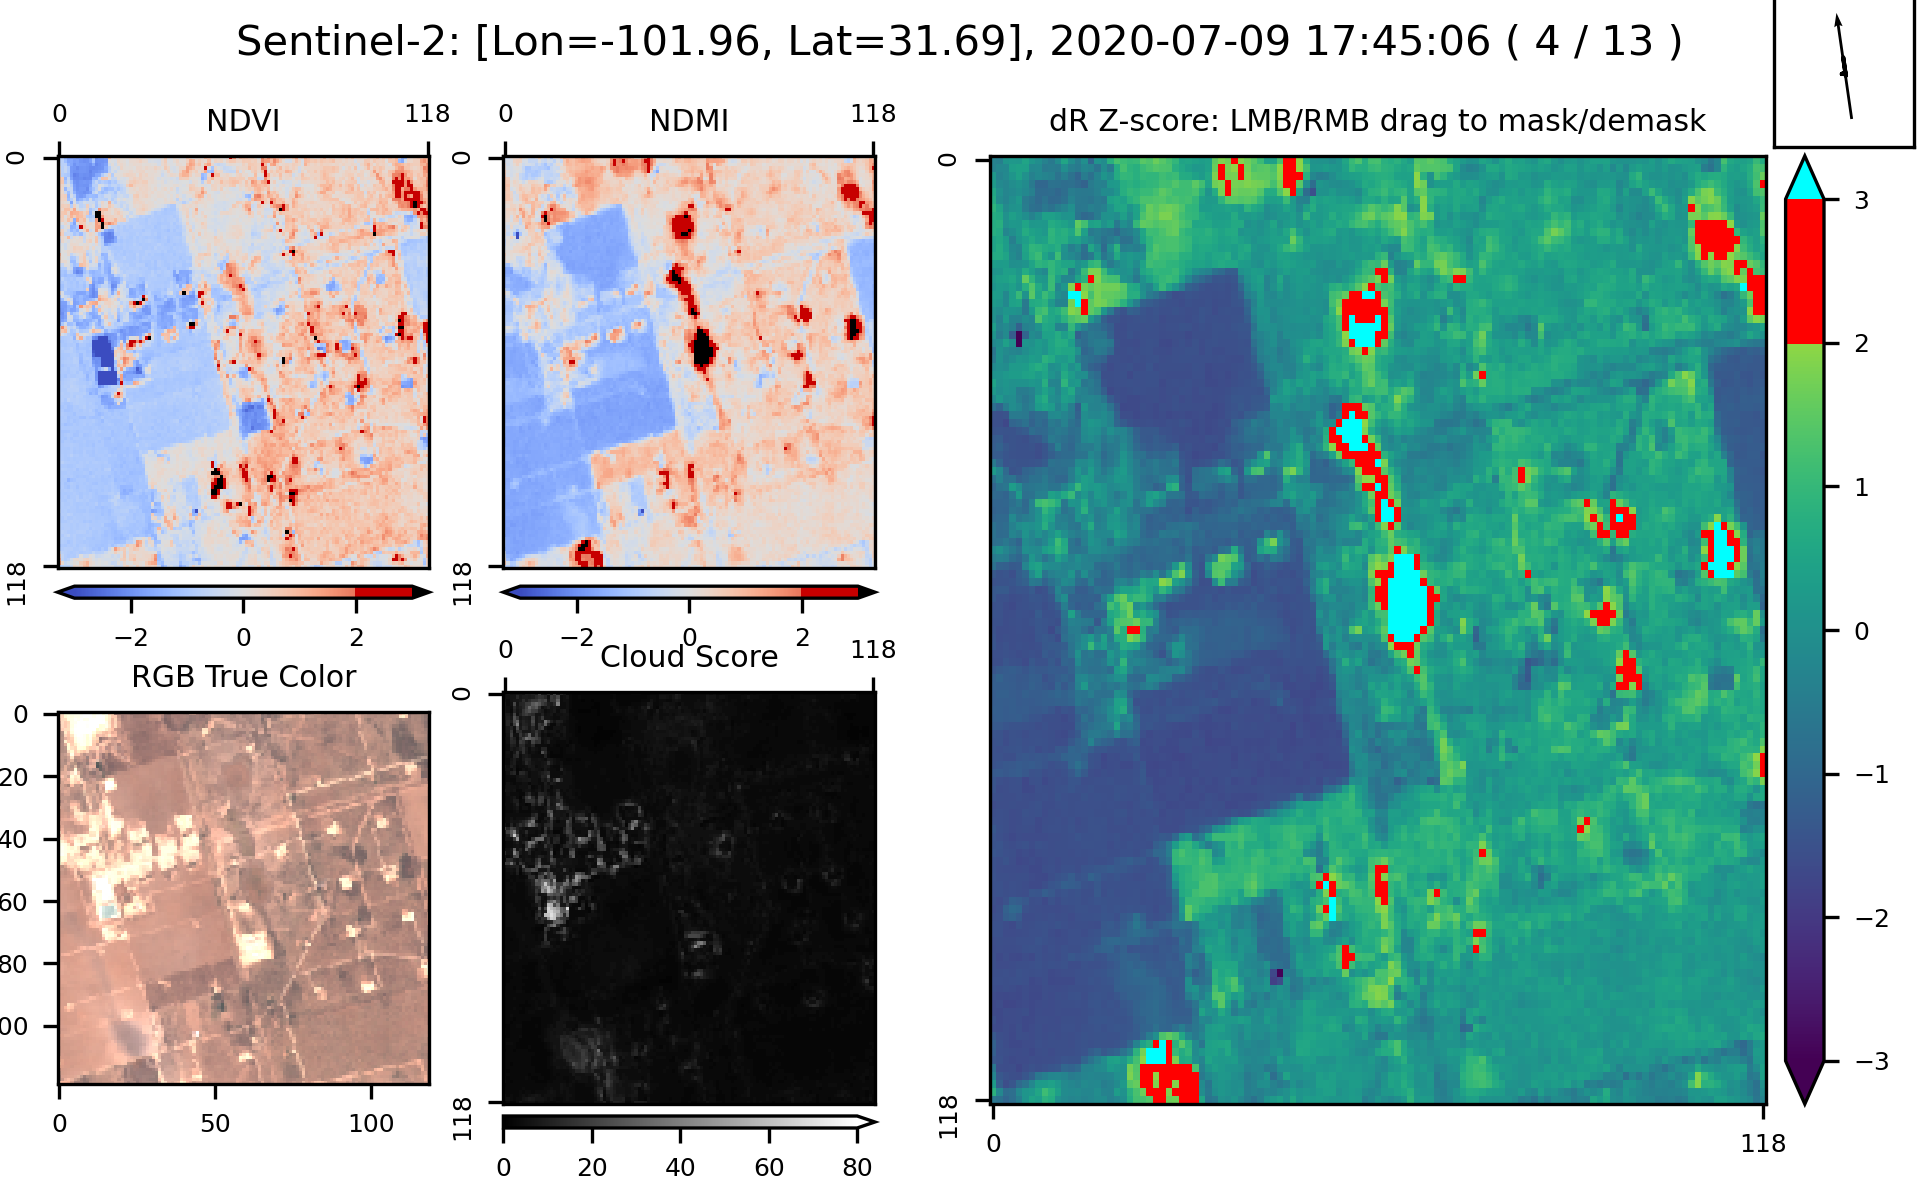 Sentinel-2: [Lon=-101.96, Lat=31.69], 2020-07-09 17:45:06 ( 4 / 13 )
NDVI
0 118
0
118
−2 0 2
NDMI
0 118
0
118
−2 0 2
dR Z-score: LMB/RMB drag to mask/demask
0
118
0 118
3
2
1
0
−1
−2
−3
RGB True Color
0
20
40
60
80
00
0 50 100
Cloud Score
0 118
0
118
0 20 40 60 80